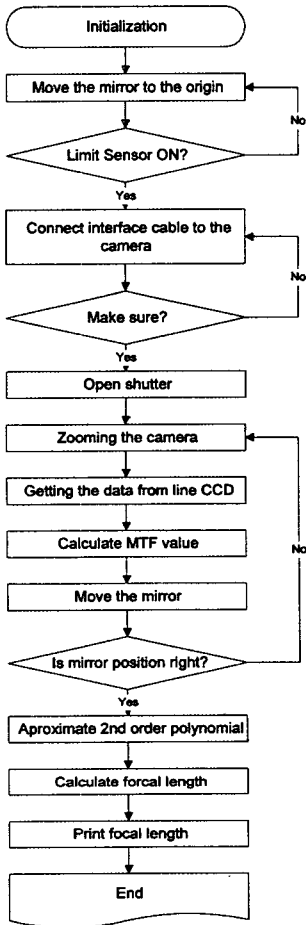 Initialization
Move the mirror to the origin
No
Limit Sensor ON?
Yes
Connect interface cable to the
camera
No
Make sure?
Yes
Open shutter
Zooming the camera
Getting the data from line CCD
Calculate MTF value
No
Move the mirror
Is mirror position right?
Yes
Aproximate 2nd order polynomial
Calculate forcal length
Print focal length
End